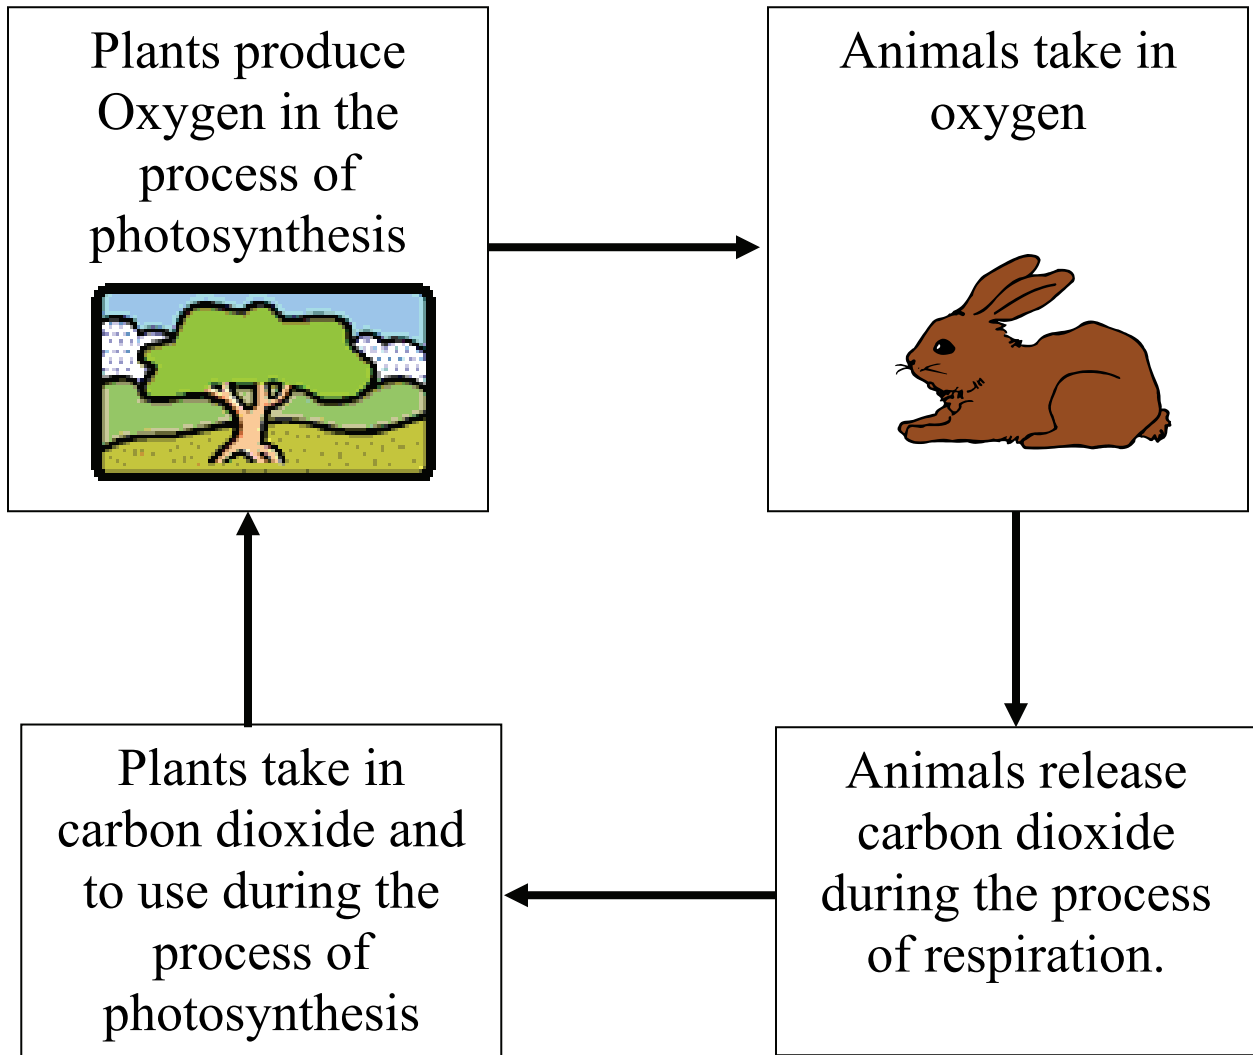 Plants produce
Oxygen in the
process of
photosynthesis
Animals take in
oxygen
Animals release
carbon dioxide
during the process
of respiration.
Plants take in
carbon dioxide and
to use during the
process of
photosynthesis